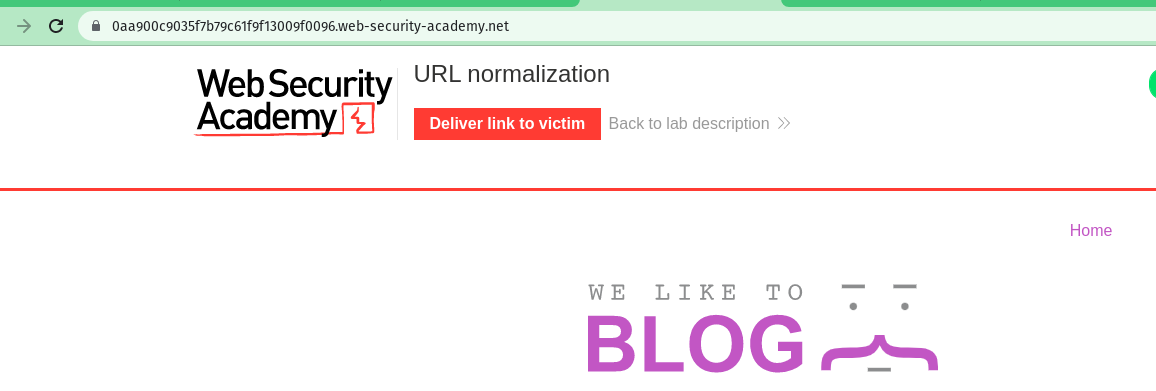 0aa900c9035f7b79c61f9f13009f0096.web-security-academy.net
Web Security
Academy
URL normalization
Deliver link to victim
Back to lab description
Home
WE LIKE TO
BLOG